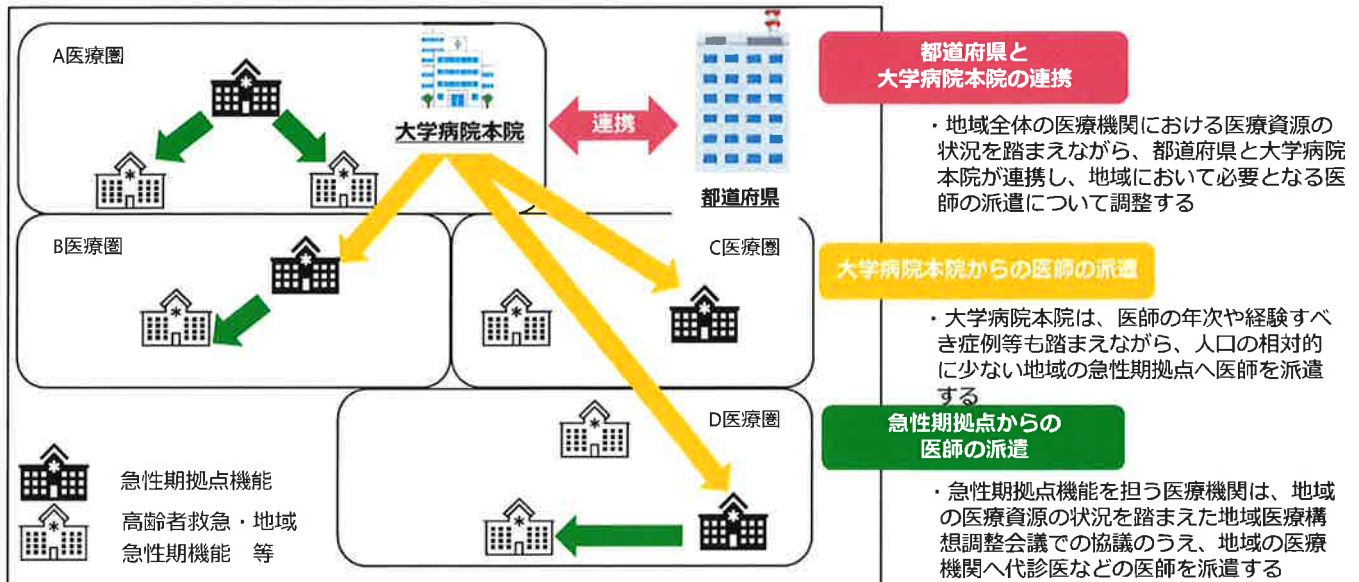 A医療圏
大学病院本院
連携
都道府県
B医療圏
C医療圏
D医療圏
急性期拠点機能
高齢者救急・地域
急性期機能　等
都道府県と
大学病院本院の連携
・地域全体の医療機関における医療資源の
状況を踏まえながら、都道府県と大学病院
本院が連携し、地域において必要となる医
師の派遣について調整する
大学病院本院からの医師の派遣
・大学病院本院は、医師の年次や経験すべ
き症例等も踏まえながら、人口の相対的
に少ない地域の急性期拠点へ医師を派遣
する
急性期拠点からの
医師の派遣
・急性期拠点機能を担う医療機関は、地域
の医療資源の状況を踏まえた地域医療構
想調整会議での協議のうえ、地域の医療
機関へ代診医などの医師を派遣する